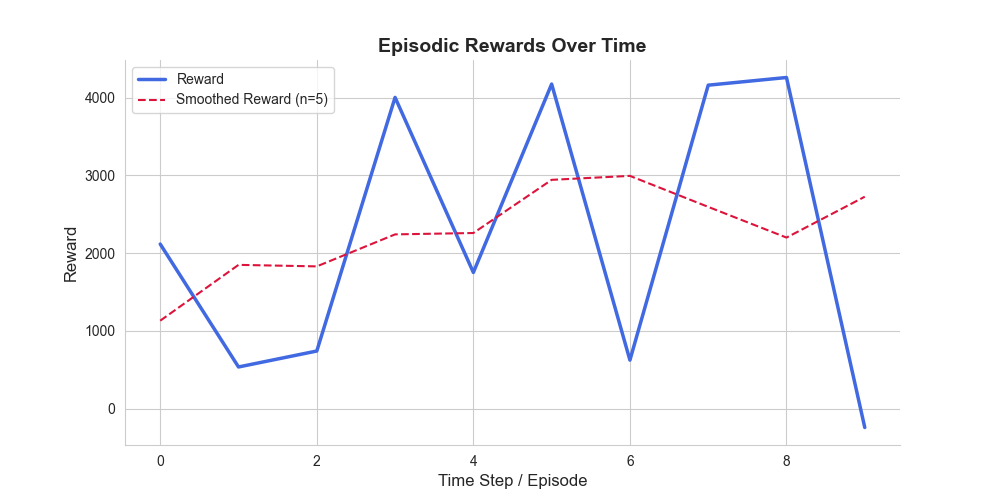 Episodic Rewards Over Time
Reward
Smoothed Reward (n=5)
4000
3000
2000
1000
0
Reward
0 2 4 6 8
Time Step / Episode